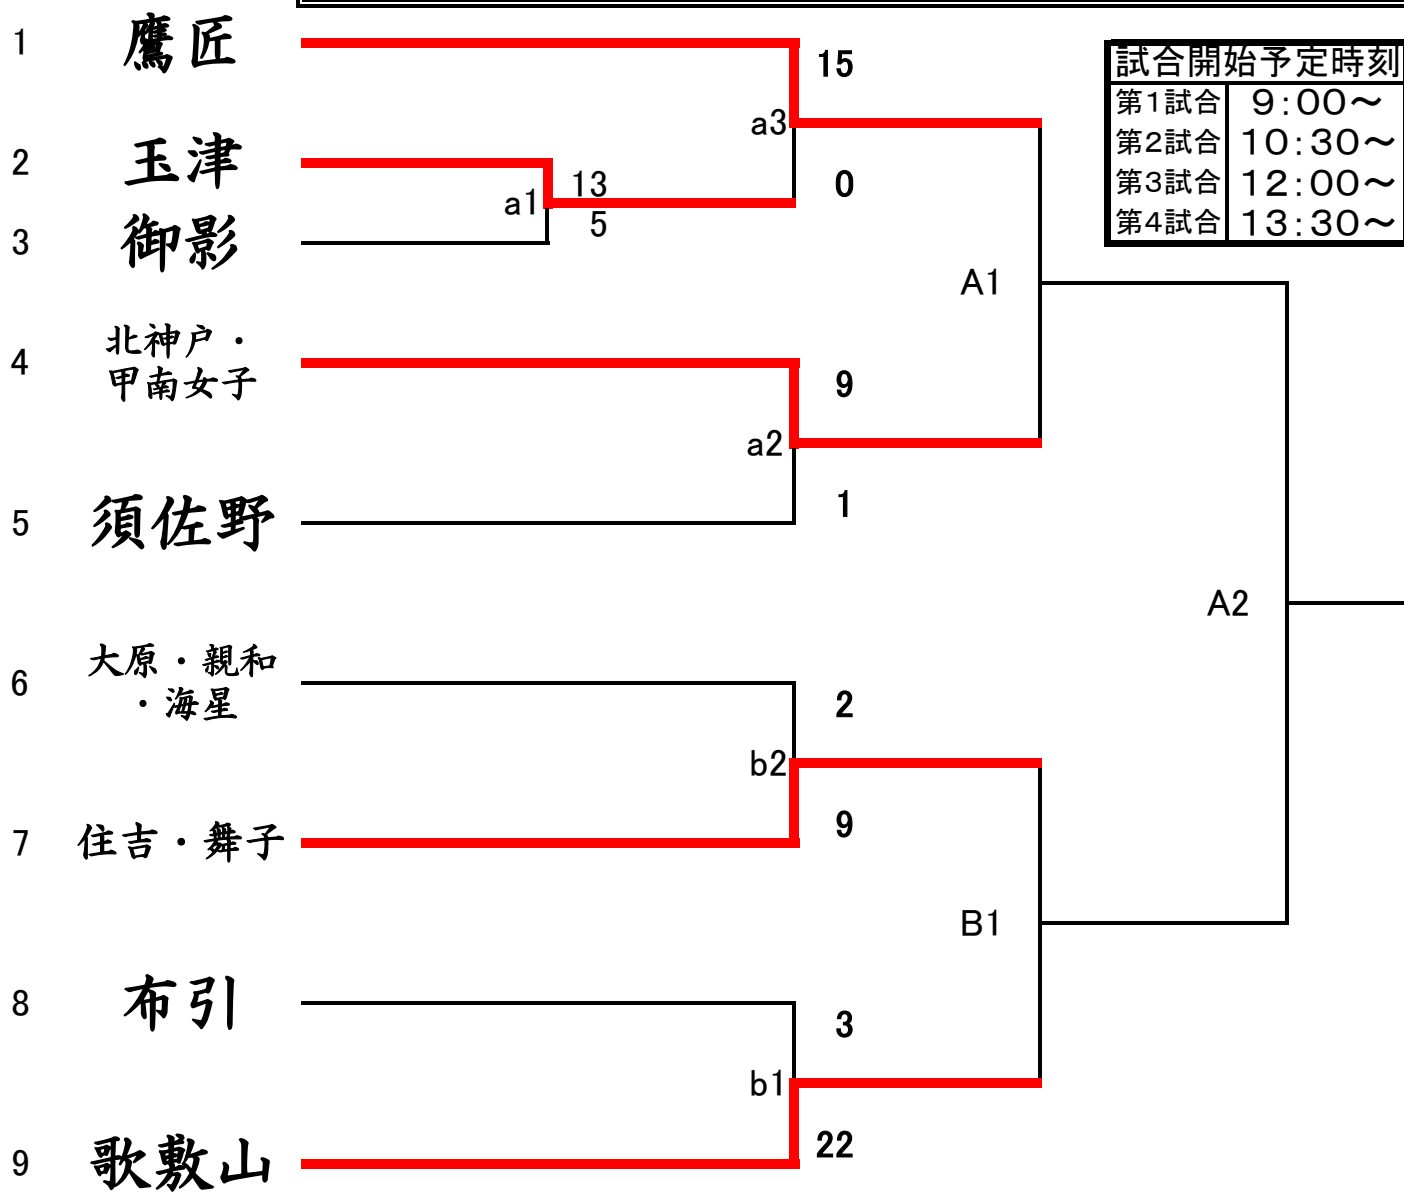 1 鷹匠
15
試合開始予定時刻
第1試合 9:00～
第2試合 10:30～
第3試合 12:00～
第4試合 13:30～
a3
2 玉津
0
a1 13
5
3 御影
A1
4 北神戸・
甲南女子
9
a2
1
5 須佐野
A2
6 大原・親和
・海星
2
b2
9
7 住吉・舞子
B1
8 布引
3
b1
22
9 歌敷山